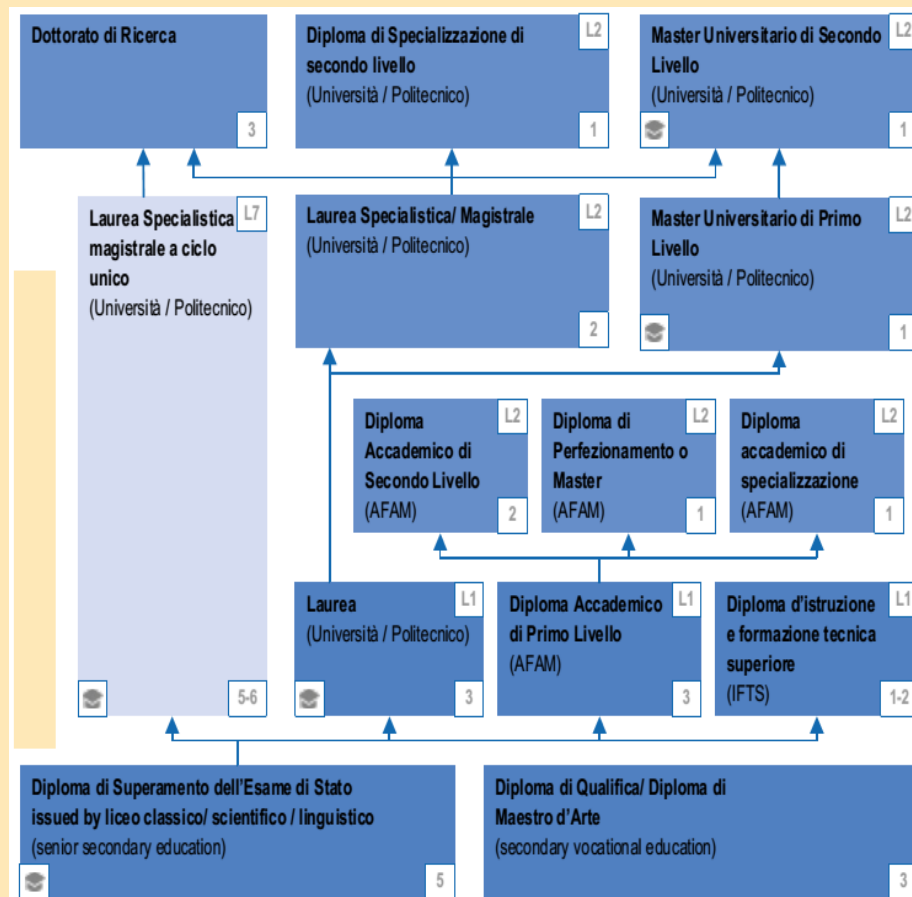 Dottorato di Ricerca
3
Diploma di Specializzazione di
secondo livello
(Università / Politecnico)
L2
1
Master Universitario di Secondo
Livello
(Università / Politecnico)
L2
1
Laurea Specialistica
magistrale a ciclo
unico
(Università / Politecnico)
L7
5-6
Laurea Specialistica/ Magistrale
(Università / Politecnico)
L2
2
Master Universitario di Primo
Livello
(Università / Politecnico)
L2
1
Diploma
Accademico di
Secondo Livello
(AFAM)
L2
2
Diploma di
Perfezionamento o
Master
(AFAM)
L2
1
Diploma
accademico di
specializzazione
(AFAM)
L2
1
Laurea
(Università / Politecnico)
L1
3
Diploma Accademico
di Primo Livello
(AFAM)
L1
3
Diploma d'istruzione
e formazione tecnica
superiore
(IFTS)
L1
1-2
Diploma di Superamento dell'Esame di Stato
issued by liceo classico/ scientifico / linguistico
(senior secondary education)
5
Diploma di Qualifica/ Diploma di
Maestro d'Arte
(secondary vocational education)
3